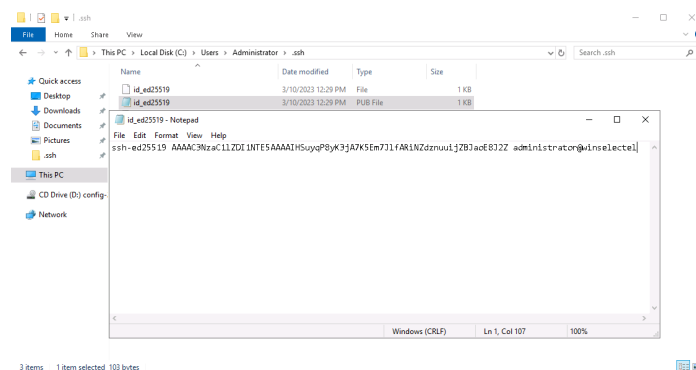 .ssh
File Home Share View
This PC > Local Disk (C:) > Users > Administrator > .ssh
Search .ssh
Name Date modified Type Size
Quick access
Desktop
Downloads
Documents
Pictures
.ssh
This PC
CD Drive (D:) config-
Network
id_ed25519 3/10/2023 12:29 PM File 1 KB
id_ed25519 3/10/2023 12:29 PM PUB File 1 KB
id_ed25519 - Notepad
File Edit Format View Help
ssh-ed25519 AAAAC3NzaC1lZDI1NTE5AAAAIHSuyqP8yK3jA7K5Em7JlfARiNZdznuuijZBJaoE8J2Z administrator@winselectel
Windows (CRLF) Ln 1, Col 107 100%
3 items 1 item selected 103 bytes